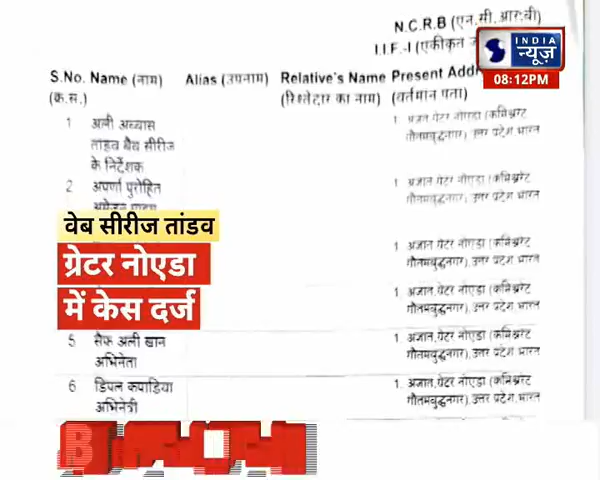 N.C.R.B (एन.सी.आर.बी)
I.I.F.-I (एकीकृत
INDIA
न्यूज़
08:12PM
S.No. Name (नाम) Alias (उपनाम) Relative's Name Present
(क्र.स.) (रिश्तेदार का नाम) (वर्तमान पता)
1 अली अब्बास 1. अज्ञात ग्रेटर नोएडा (कमिश्नरेट
तांडव वैब सीरीज गौतमबुद्धनगर), उत्तर प्रदेश, भारत
के निर्देशक
2 अपर्णा पुरोहित 1. अज्ञात ग्रेटर नोएडा (कमिश्नरेट
गौतमबुद्धनगर), उत्तर प्रदेश, भारत
वेब सीरीज तांडव
ग्रेटर नोएडा
में केस दर्ज
1. अज्ञात ग्रेटर नोएडा (कमिश्नरेट
गौतमबुद्धनगर), उत्तर प्रदेश, भारत
1. अज्ञात, ग्रेटर नोएडा (कमिश्नरेट
गौतमबुद्धनगर), उत्तर प्रदेश, भारत
5 सैफ अली खान 1. अज्ञात, ग्रेटर नोएडा (कमिश्नरेट
अभिनेता गौतमबुद्धनगर), उत्तर प्रदेश, भारत
6 डिंपल कपाडिया 1. अज्ञात, ग्रेटर नोएडा (कमिश्नरेट
अभिनेत्री गौतमबुद्धनगर), उत्तर प्रदेश, भारत